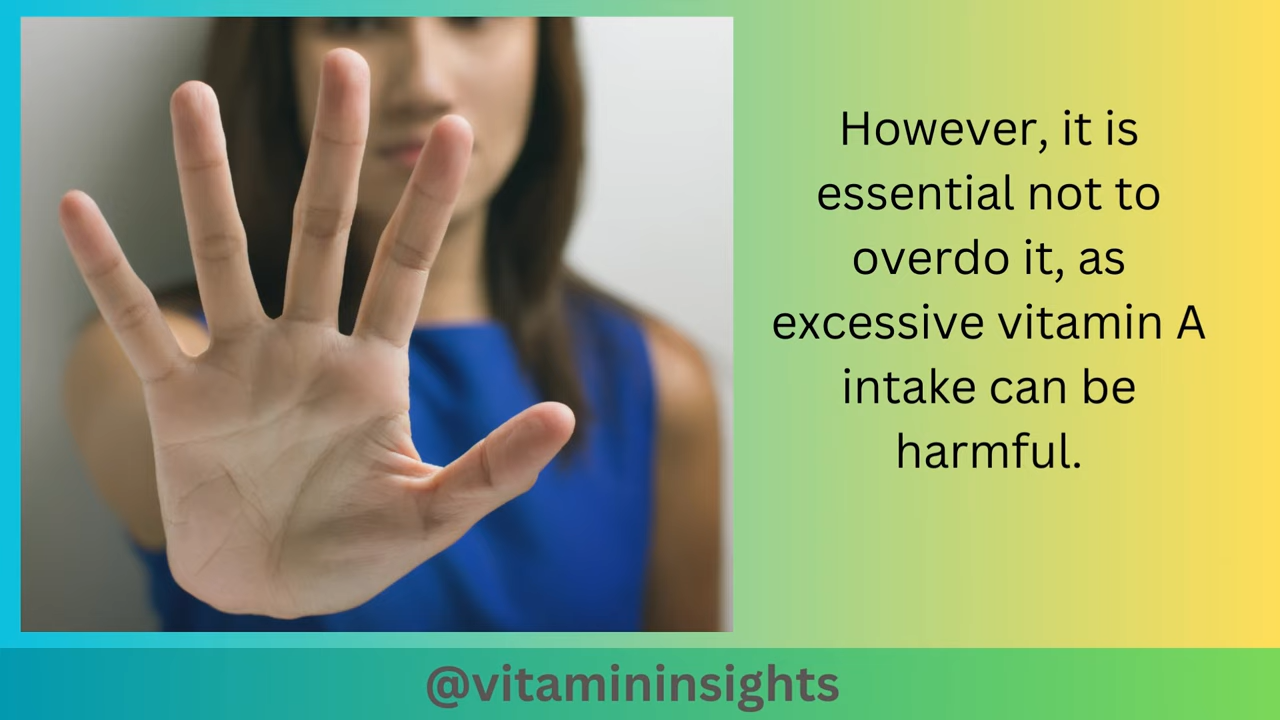 However, it is
essential not to
overdo it, as
excessive vitamin A
intake can be
harmful.
@vitamininsights